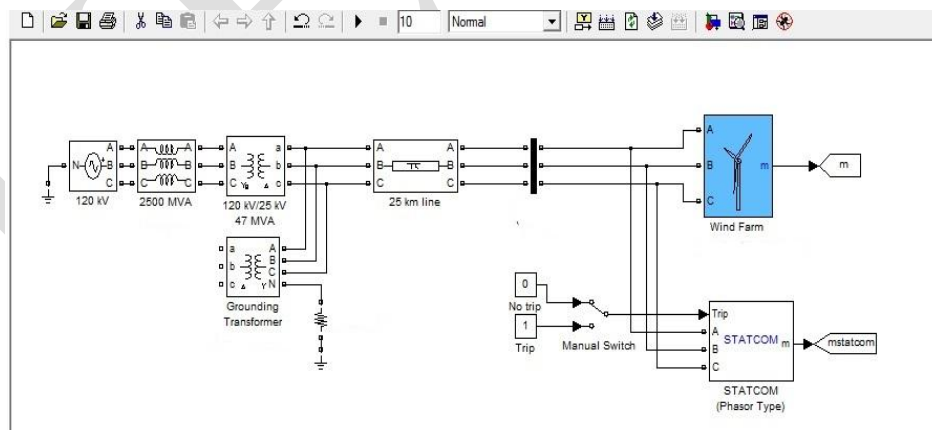 10 Normal
A A A A a A A A
N B B B B b B B B m m
C C C C c C C C
120 kV 2500 MVA 120 kV/25 kV 25 km line
47 MVA
Wind Farm
a A
b B
c C
N
Grounding
Transformer
0
No trip
1
Trip
Manual Switch
Trip
A
B
C
STATCOM m
mstatcom
STATCOM
(Phasor Type)